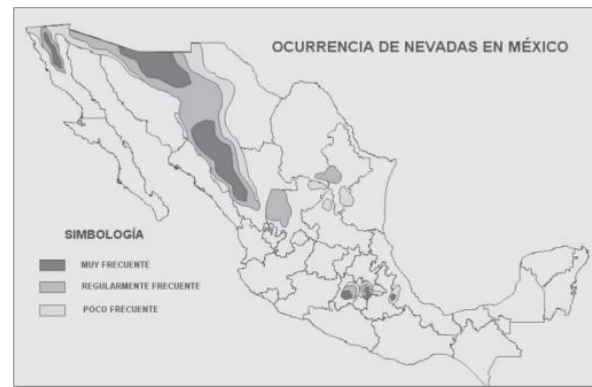 OCURRENCIA DE NEVADAS EN MÉXICO
SIMBOLOGÍA
MUY FRECUENTE
REGULARMENTE FRECUENTE
POCO FRECUENTE